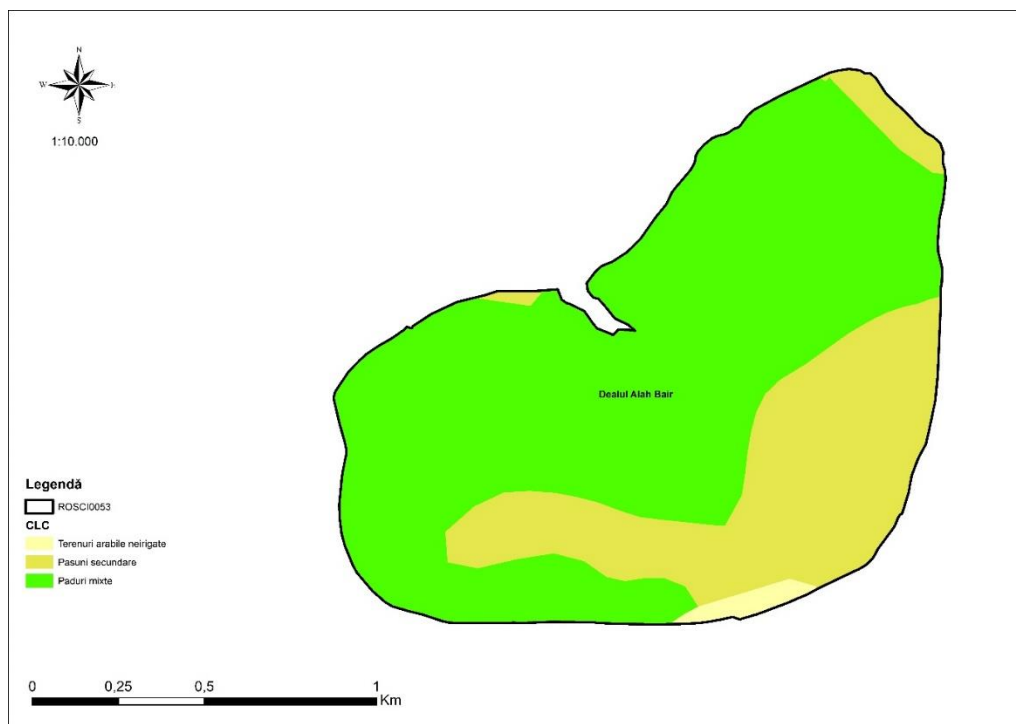 N
W E
S
1:10.000
Dealul Alah Bair
Legendă
ROSCI0053
CLC
Terenuri arabile neirigate
Pasuni secundare
Paduri mixte
0 0,25 0,5 1
Km